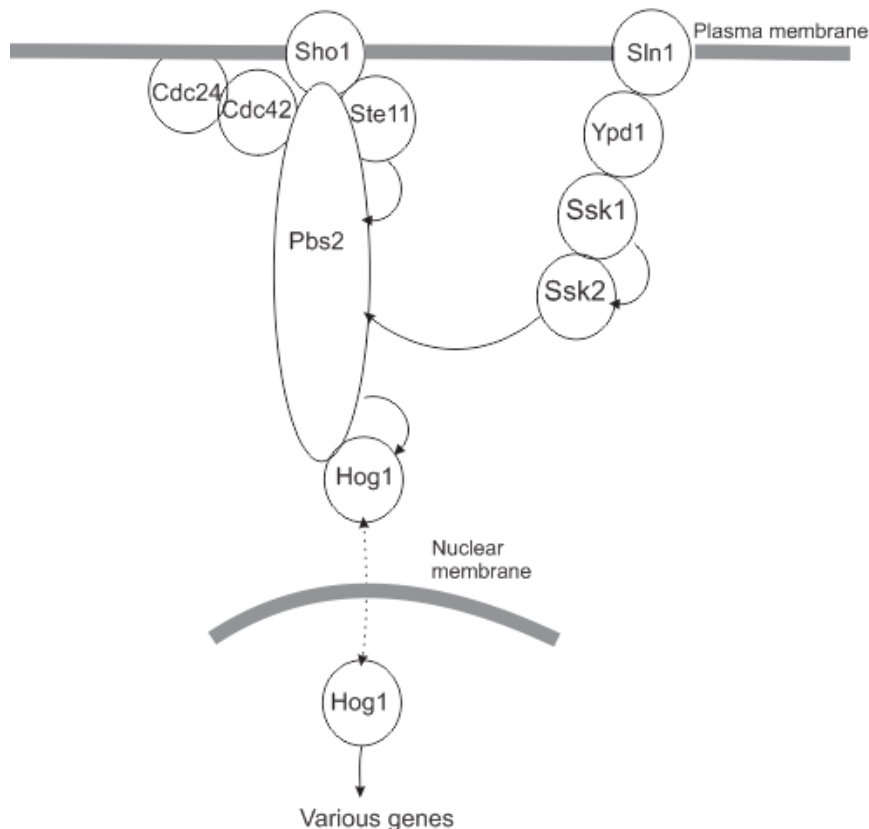 Plasma membrane
Sho1
Sln1
Cdc24
Cdc42
Ste11
Ypd1
Ssk1
Pbs2
Ssk2
Hog1
Nuclear
membrane
Hog1
Various genes